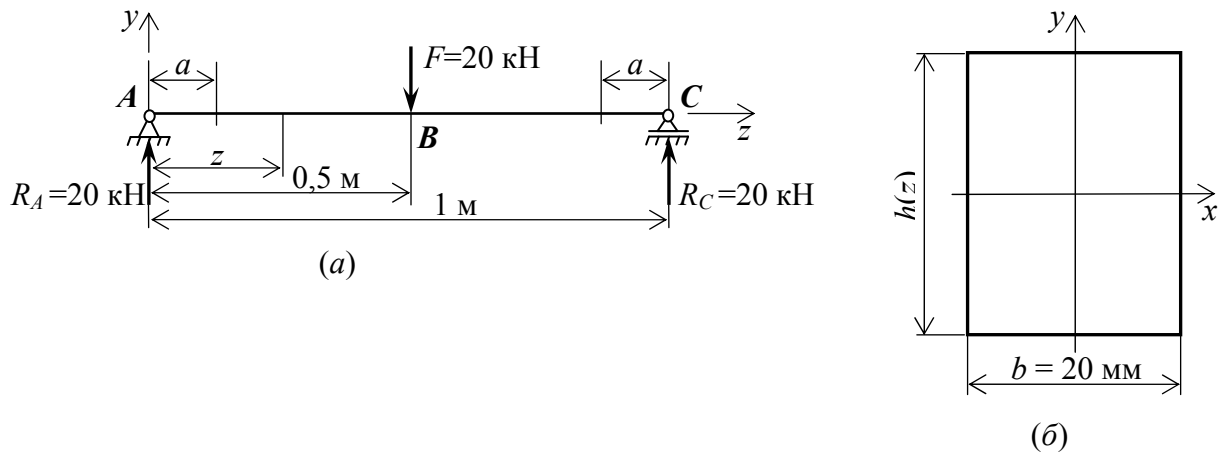 y
a
F=20 кН
a
A
C
z
B
z
0,5 м
R_A=20 кН
R_C=20 кН
1 м
(а)
y
h(z)
x
b = 20 мм
(б)